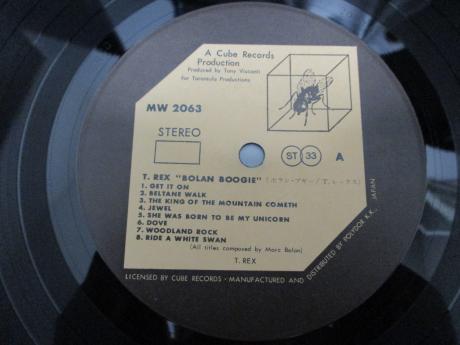 A Cube Records
Production
Produced by Tony Visconti
for Tarantula Productions
MW 2063
STEREO
ST 33 A
T. REX "BOLAN BOOGIE" (ボラン・ブギー/T. レックス)
1. GET IT ON
2. BELTANE WALK
3. THE KING OF THE MOUNTAIN COMETH
4. JEWEL
5. SHE WAS BORN TO BE MY UNICORN
6. DOVE
7. WOODLAND ROCK
8. RIDE A WHITE SWAN
(All titles composed by Marc Bolan)
T. REX
LICENSED BY CUBE RECORDS · MANUFACTURED AND DISTRIBUTED BY POLYDOR K.K., JAPAN